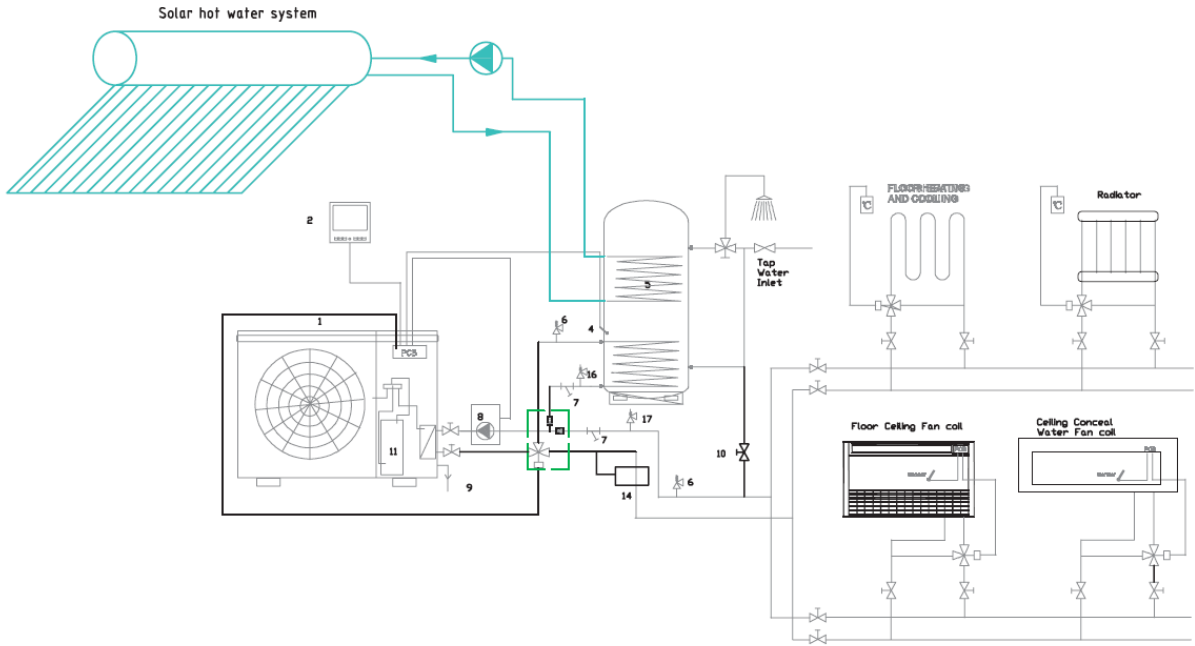 Solar hot water system
2
FLOOR HEATING
AND COOLING
Radiator
°C
°C
Tap
Water
Inlet
5
4
6
1
PCB
16
7
8
17
7
11
10
9
14
6
Floor Ceiling Fan coil
PCB
Ceiling Conceal
Water Fan coil
PCB